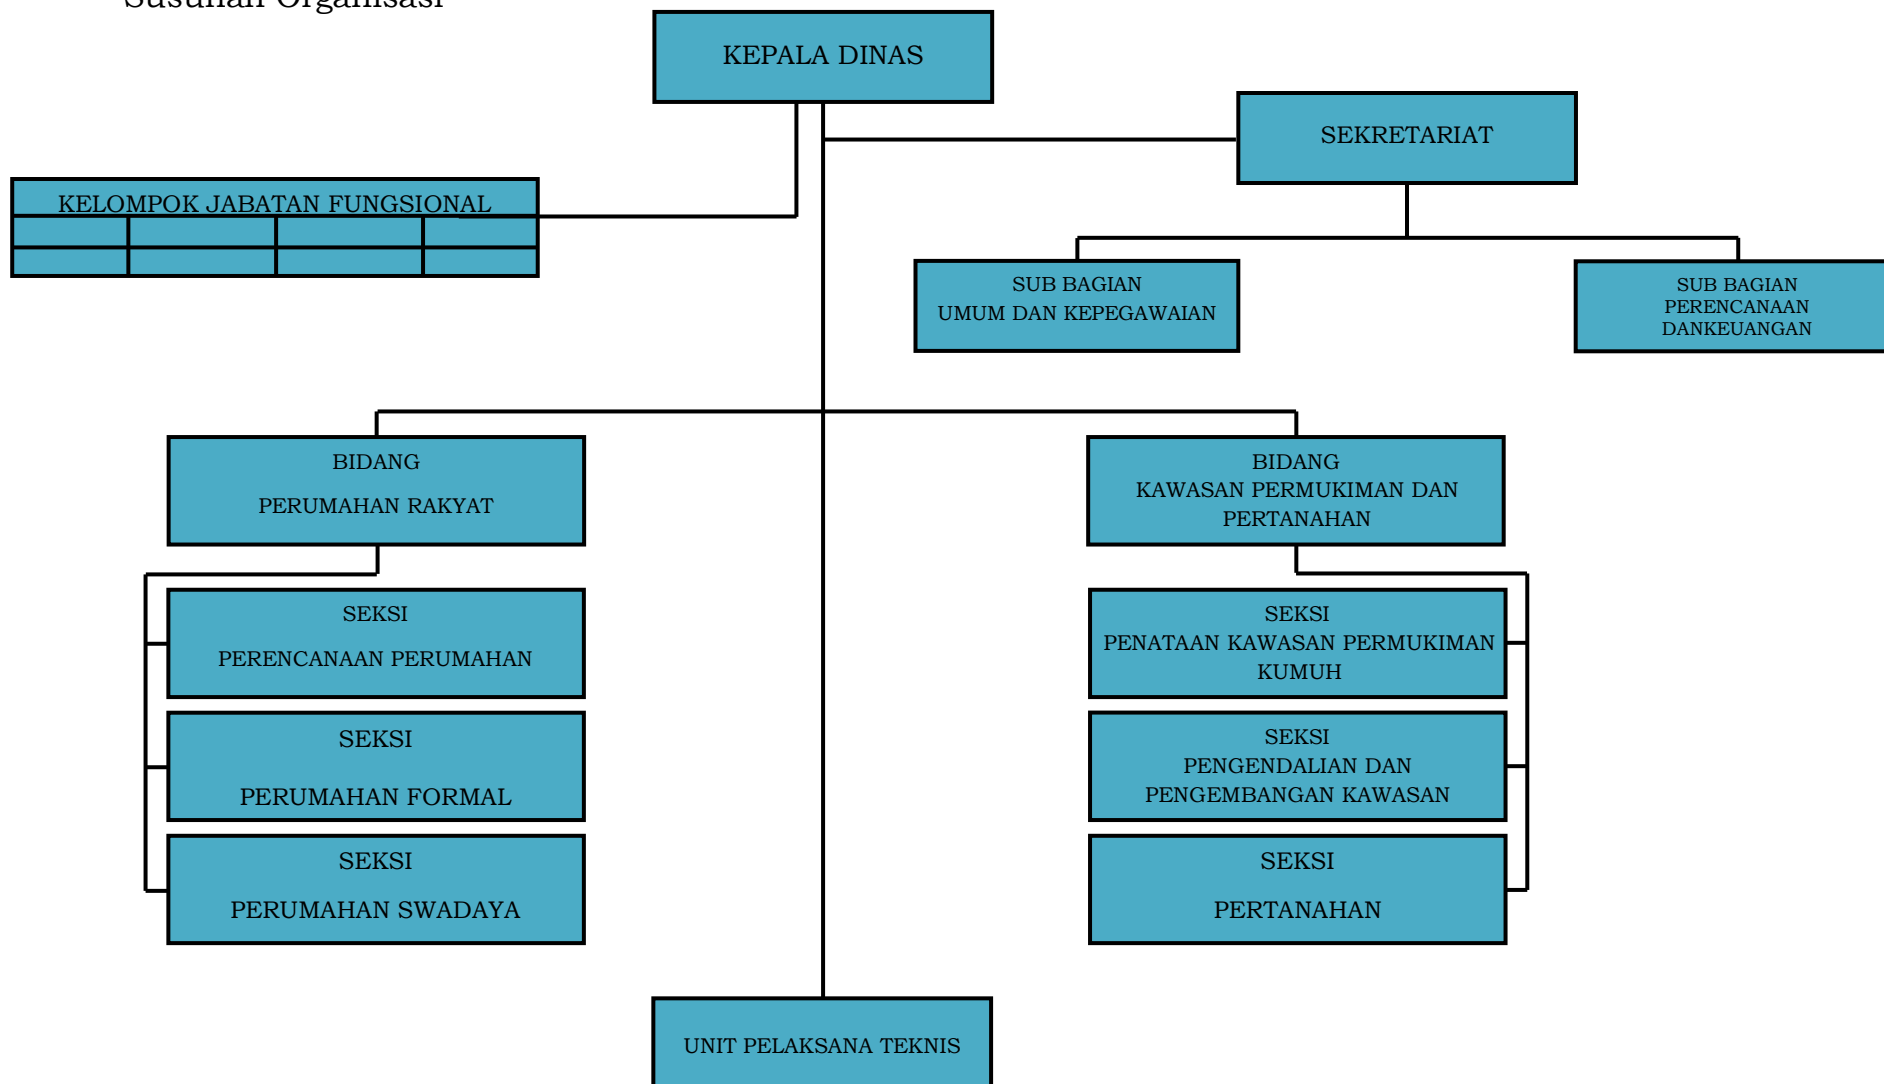 Susunan Organisasi
KEPALA DINAS
SEKRETARIAT
KELOMPOK JABATAN FUNGSIONAL
SUB BAGIAN
UMUM DAN KEPEGAWAIAN
SUB BAGIAN
PERENCANAAN
DANKEUANGAN
BIDANG
PERUMAHAN RAKYAT
BIDANG
KAWASAN PERMUKIMAN DAN
PERTANAHAN
SEKSI
PERENCANAAN PERUMAHAN
SEKSI
PENATAAN KAWASAN PERMUKIMAN
KUMUH
SEKSI
PERUMAHAN FORMAL
SEKSI
PENGENDALIAN DAN
PENGEMBANGAN KAWASAN
SEKSI
PERUMAHAN SWADAYA
SEKSI
PERTANAHAN
UNIT PELAKSANA TEKNIS